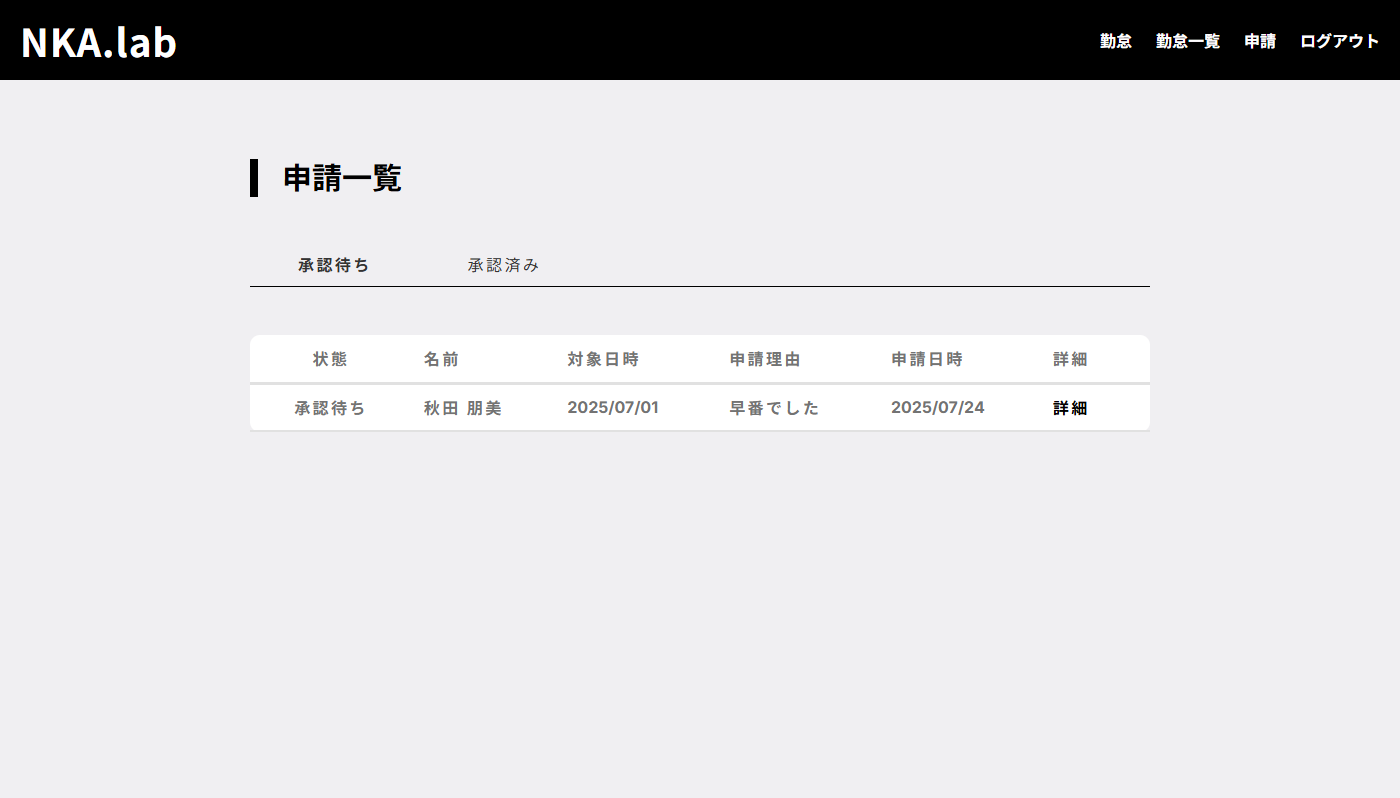 NKA.lab 勤怠 勤怠一覧 申請 ログアウト
申請一覧
承認待ち 承認済み
状態 名前 対象日時 申請理由 申請日時 詳細
承認待ち 秋田 朋美 2025/07/01 早番でした 2025/07/24 詳細